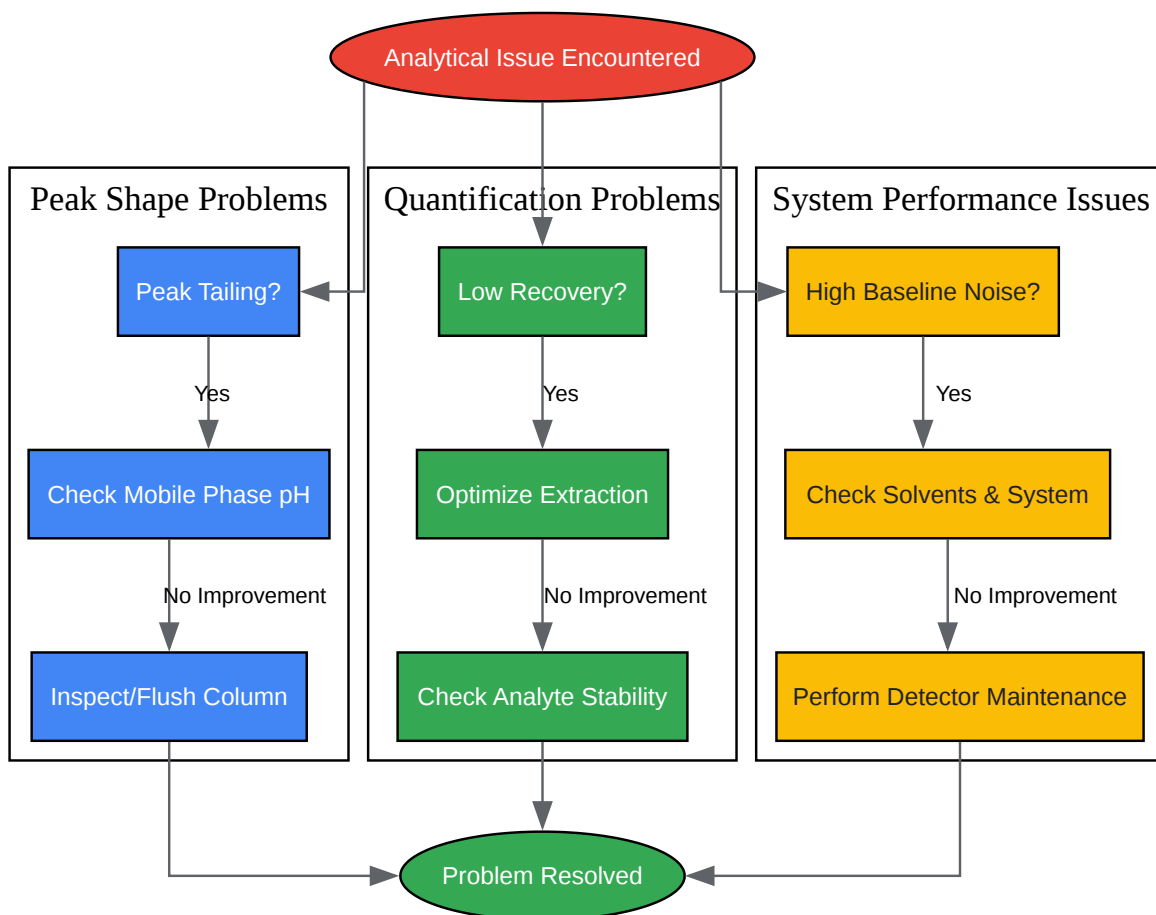 Analytical Issue Encountered
Peak Shape Problems
Quantification Problems
System Performance Issues
Peak Tailing?
Low Recovery?
High Baseline Noise?
Yes
Yes
Yes
Check Mobile Phase pH
Optimize Extraction
Check Solvents & System
No Improvement
No Improvement
No Improvement
Inspect/Flush Column
Check Analyte Stability
Perform Detector Maintenance
Problem Resolved